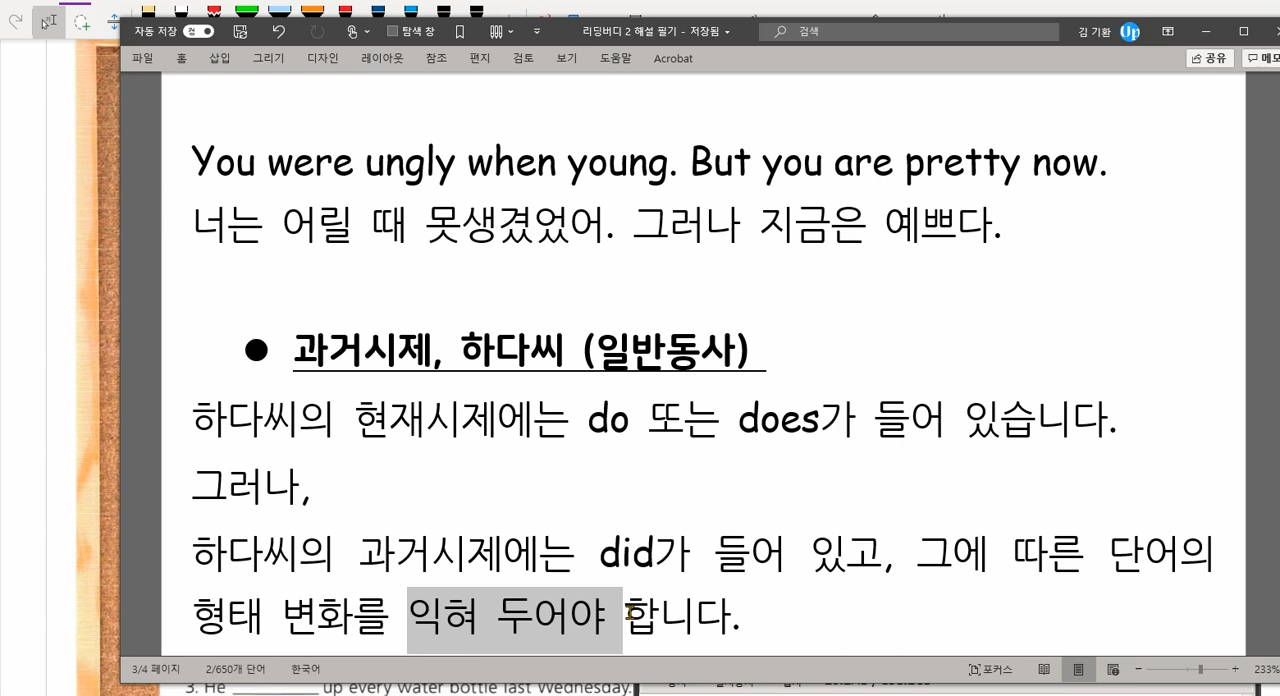 자동 저장 켬 탐색 창 리딩버디 2 해설 필기 - 저장됨 검색 김 기환 Up
파일 홈 삽입 그리기 디자인 레이아웃 참조 편지 검토 보기 도움말 Acrobat 공유 메모
You were ungly when young. But you are pretty now.
너는 어릴 때 못생겼었어. 그러나 지금은 예쁘다.
● 과거시제, 하다씨 (일반동사)
하다씨의 현재시제에는 do 또는 does가 들어 있습니다.
그러나,
하다씨의 과거시제에는 did가 들어 있고, 그에 따른 단어의
형태 변화를 익혀 두어야 합니다.
3/4 페이지 2/650개 단어 한국어 포커스 233%
3. He ________ up every water bottle last Wednesday.